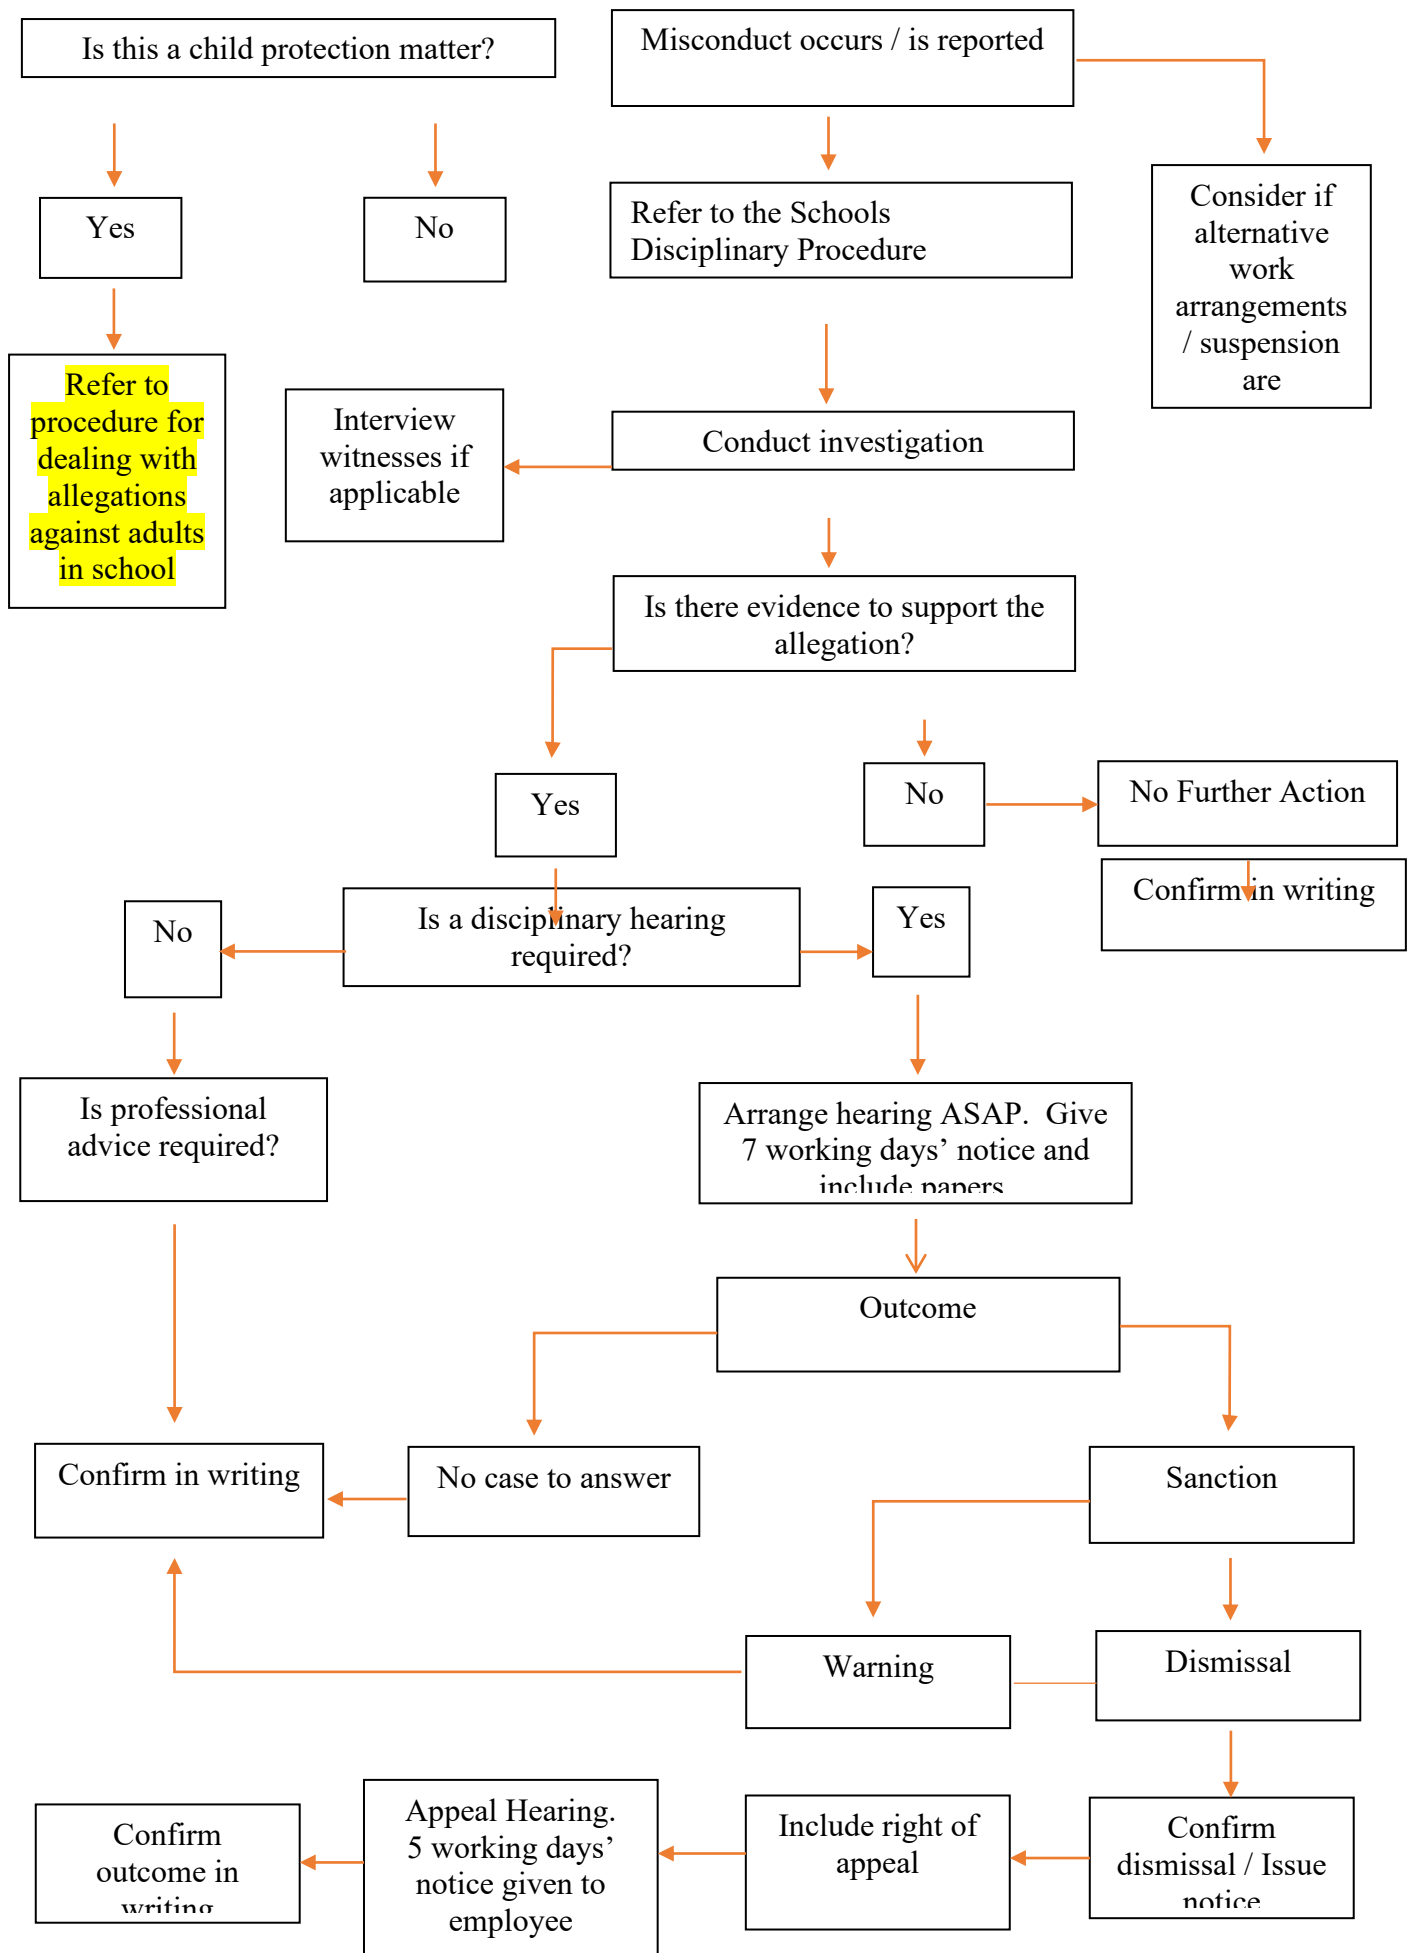 Is this a child protection matter?
Misconduct occurs / is reported
Yes
No
Refer to the Schools
Disciplinary Procedure
Consider if
alternative
work
arrangements
/ suspension
are
Refer to
procedure for
dealing with
allegations
against adults
in school
Interview
witnesses if
applicable
Conduct investigation
Is there evidence to support the
allegation?
Yes
No
No Further Action
Confirm in writing
No
Is a disciplinary hearing
required?
Yes
Is professional
advice required?
Arrange hearing ASAP.  Give
7 working days’ notice and
include papers
Outcome
Confirm in writing
No case to answer
Sanction
Warning
Dismissal
Confirm
outcome in
writing
Appeal Hearing.
5 working days’
notice given to
employee
Include right of
appeal
Confirm
dismissal / Issue
notice